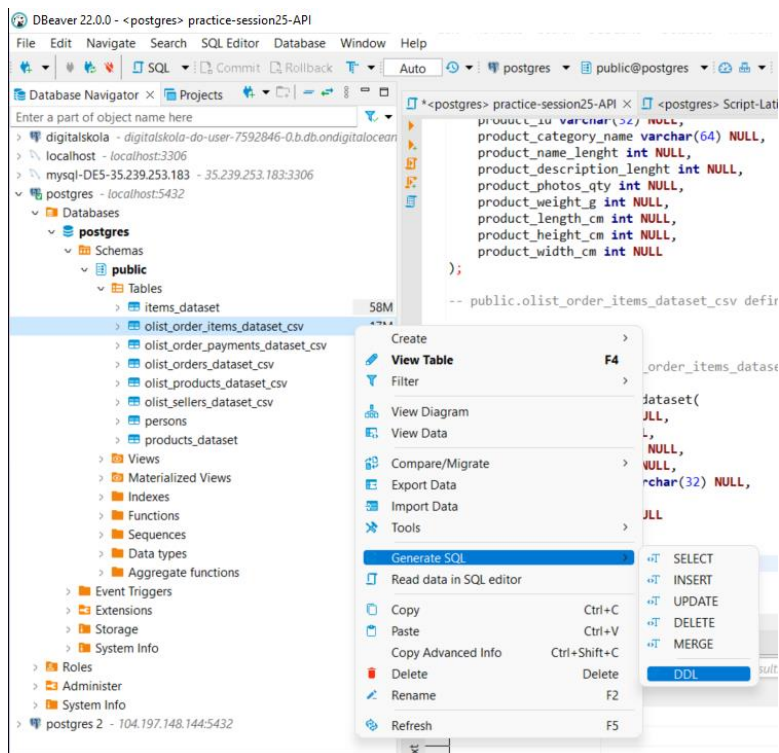 DBeaver 22.0.0 - <postgres> practice-session25-API
File Edit Navigate Search SQL Editor Database Window Help
SQL Commit Rollback Auto postgres public@postgres
Database Navigator Projects
Enter a part of object name here
digitalskola - digitalskola-do-user-7592846-0.b.db.ondigitalocean
localhost - localhost:3306
mysql-DE5-35.239.253.183 - 35.239.253.183:3306
postgres - localhost:5432
Databases
postgres
Schemas
public
Tables
items_dataset 58M
olist_order_items_dataset_csv 17M
olist_order_payments_dataset_csv
olist_orders_dataset_csv
olist_products_dataset_csv
olist_sellers_dataset_csv
persons
products_dataset
Views
Materialized Views
Indexes
Functions
Sequences
Data types
Aggregate functions
Event Triggers
Extensions
Storage
System Info
Roles
Administer
System Info
postgres 2 - 104.197.148.144:5432
*<postgres> practice-session25-API <postgres> Script-Lati
product_id varchar(32) NULL,
product_category_name varchar(64) NULL,
product_name_lenght int NULL,
product_description_lenght int NULL,
product_photos_qty int NULL,
product_weight_g int NULL,
product_length_cm int NULL,
product_height_cm int NULL,
product_width_cm int NULL
);
-- public.olist_order_items_dataset_csv defin
_order_items_datase
dataset(
JLL,
L,
NULL,
NULL,
rchar(32) NULL,
JLL
Create
View Table F4
Filter
View Diagram
View Data
Compare/Migrate
Export Data
Import Data
Tools
Generate SQL
Read data in SQL editor
Copy Ctrl+C
Paste Ctrl+V
Copy Advanced Info Ctrl+Shift+C
Delete Delete
Rename F2
Refresh F5
SELECT
INSERT
UPDATE
DELETE
MERGE
DDL